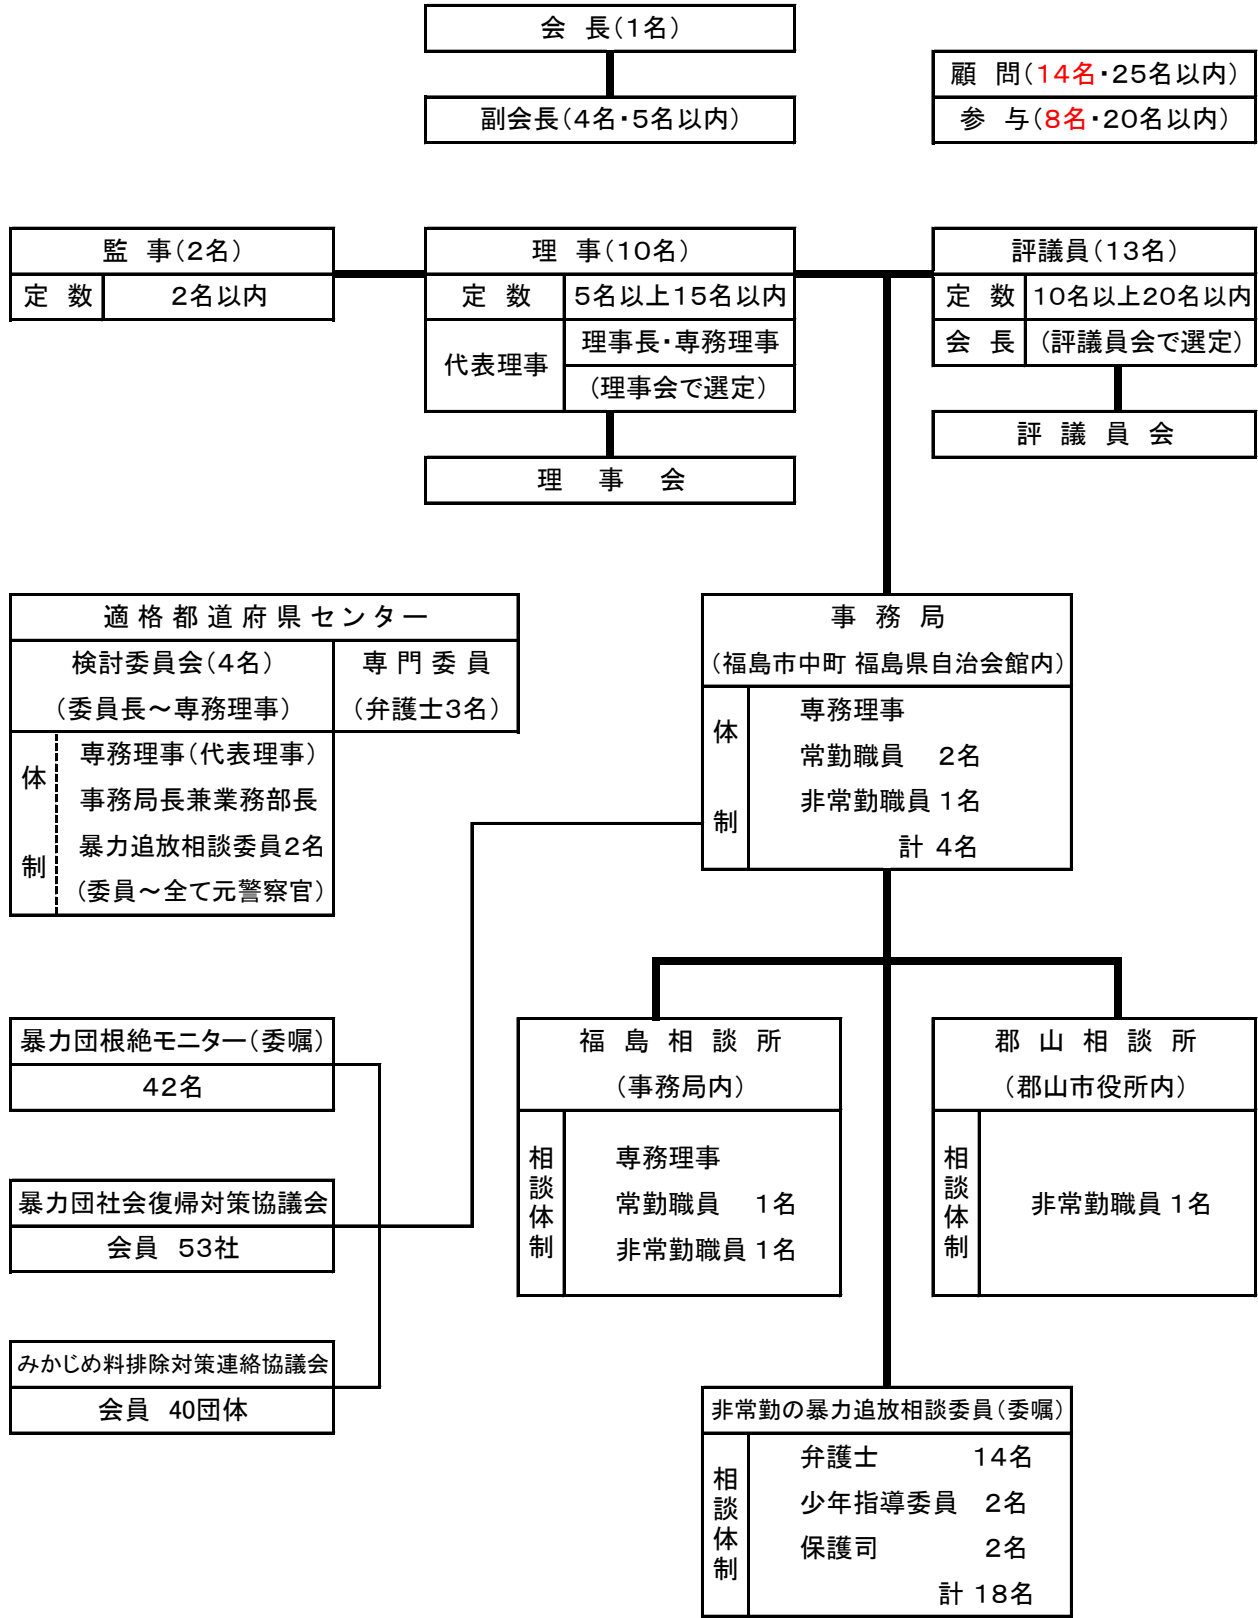 会　長(1名)
副会長(4名・5名以内)
顧　問(14名・25名以内)
参　与(8名・20名以内)
監　事(2名)
定　数　2名以内
理　事(10名)
定　数　5名以上15名以内
代表理事　理事長・専務理事
(理事会で選定)
理　事　会
評議員(13名)
定　数　10名以上20名以内
会　長　(評議員会で選定)
評　議　員　会
適格都道府県センター
検討委員会(4名)
(委員長～専務理事)
専門委員
(弁護士3名)
体制
専務理事(代表理事)
事務局長兼業務部長
暴力追放相談委員2名
(委員～全て元警察官)
事　務　局
(福島市中町 福島県自治会館内)
体制
専務理事
常勤職員　2名
非常勤職員 1名
計 4名
暴力団根絶モニター(委嘱)
42名
暴力団社会復帰対策協議会
会員　53社
みかじめ料排除対策連絡協議会
会員　40団体
福　島　相　談　所
(事務局内)
相談体制
専務理事
常勤職員　1名
非常勤職員 1名
郡　山　相　談　所
(郡山市役所内)
相談体制
非常勤職員 1名
非常勤の暴力追放相談委員(委嘱)
相談体制
弁護士　14名
少年指導委員　2名
保護司　2名
計 18名